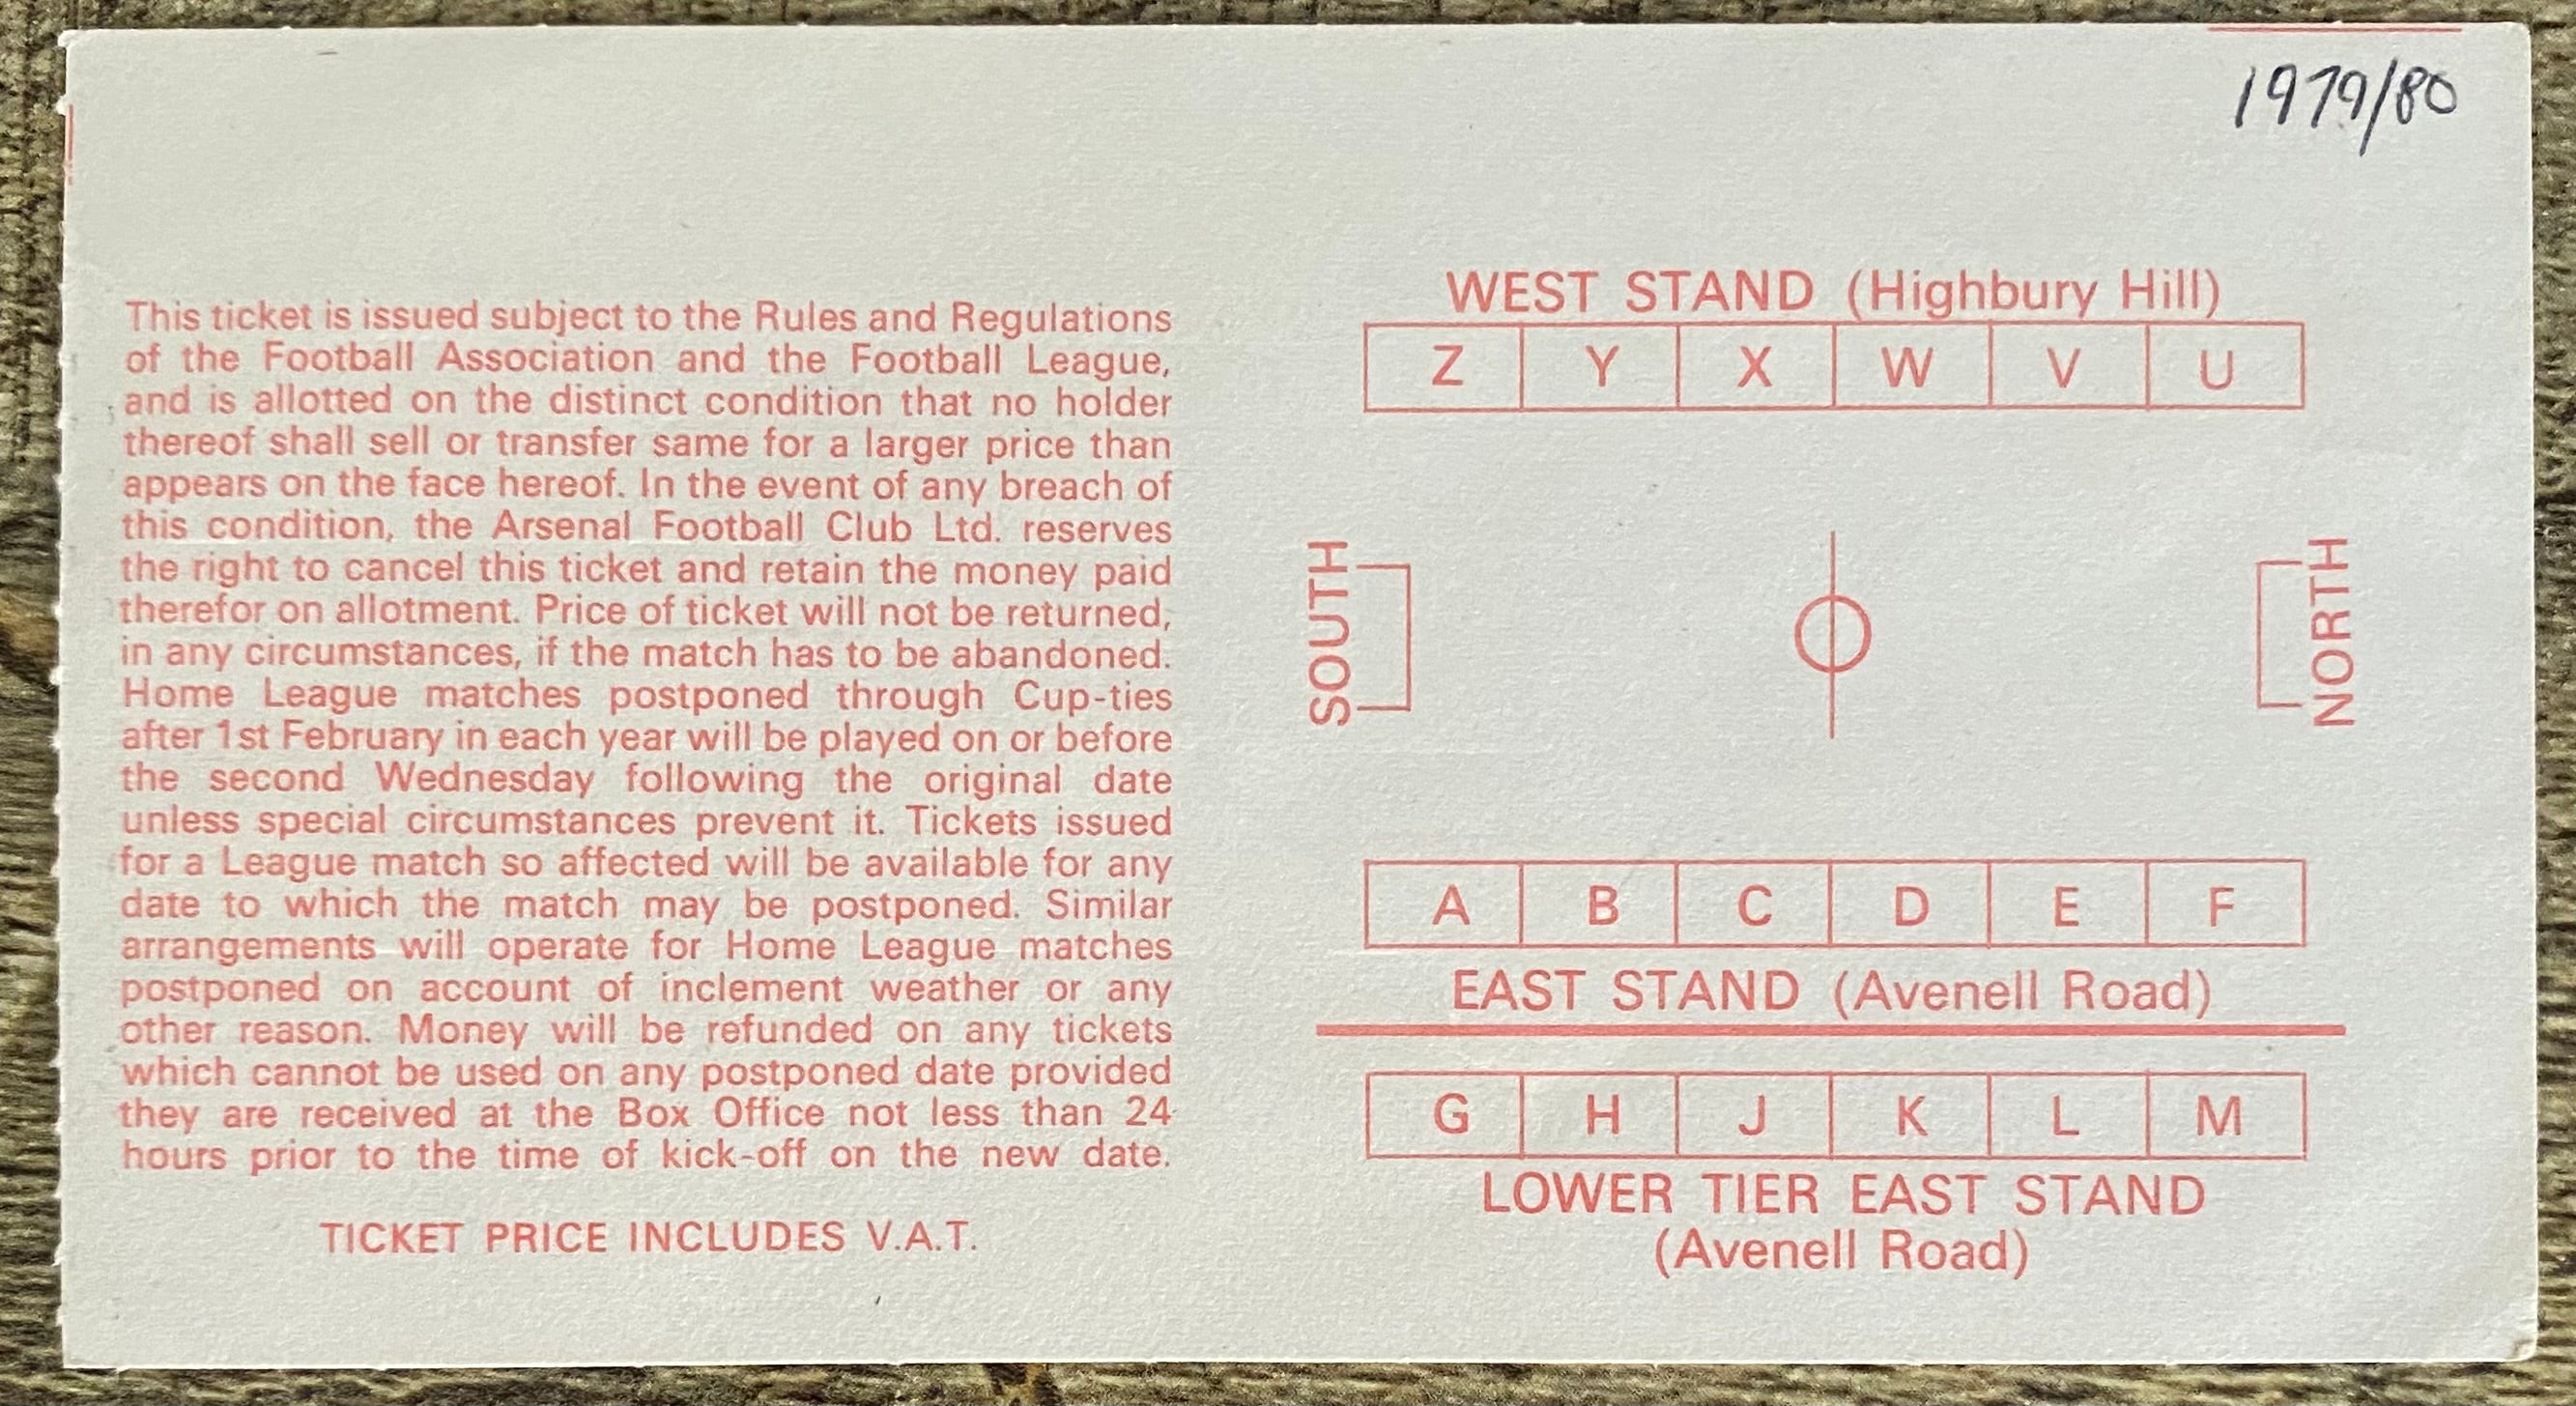 1979/80
This ticket is issued subject to the Rules and Regulations
of the Football Association and the Football League,
and is allotted on the distinct condition that no holder
thereof shall sell or transfer same for a larger price than
appears on the face hereof. In the event of any breach of
this condition, the Arsenal Football Club Ltd. reserves
the right to cancel this ticket and retain the money paid
therefor on allotment. Price of ticket will not be returned,
in any circumstances, if the match has to be abandoned.
Home League matches postponed through Cup-ties
after 1st February in each year will be played on or before
the second Wednesday following the original date
unless special circumstances prevent it. Tickets issued
for a League match so affected will be available for any
date to which the match may be postponed. Similar
arrangements will operate for Home League matches
postponed on account of inclement weather or any
other reason. Money will be refunded on any tickets
which cannot be used on any postponed date provided
they are received at the Box Office not less than 24
hours prior to the time of kick-off on the new date.
TICKET PRICE INCLUDES V.A.T.
WEST STAND (Highbury Hill)
Z Y X W V U
SOUTH
NORTH
A B C D E F
EAST STAND (Avenell Road)
G H J K L M
LOWER TIER EAST STAND
(Avenell Road)